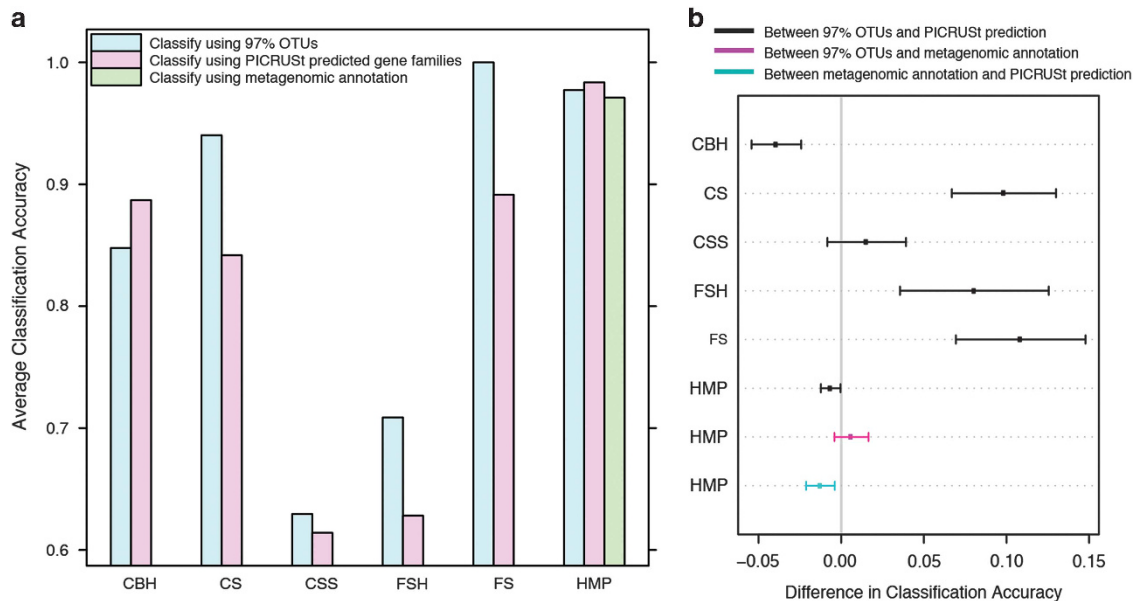 a
Classify using 97% OTUs
Classify using PICRUSt predicted gene families
Classify using metagenomic annotation
Average Classification Accuracy
1.0
0.9
0.8
0.7
0.6
CBH CS CSS FSH FS HMP
b
Between 97% OTUs and PICRUSt prediction
Between 97% OTUs and metagenomic annotation
Between metagenomic annotation and PICRUSt prediction
CBH
CS
CSS
FSH
FS
HMP
HMP
HMP
−0.05 0.00 0.05 0.10 0.15
Difference in Classification Accuracy